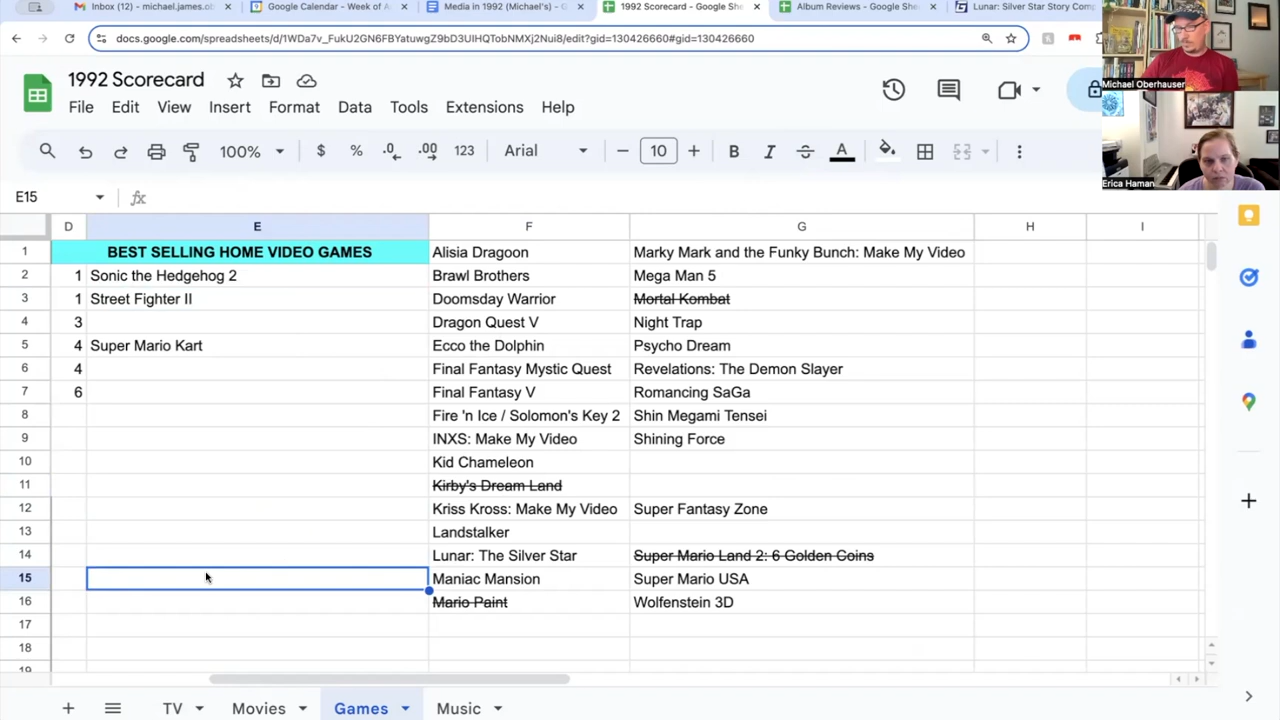 Inbox (12) - michael.james.ob
Google Calendar - Week of A
Media in 1992 (Michael's) - G
1992 Scorecard - Google She
Album Reviews - Google She
Lunar: Silver Star Story Comp
docs.google.com/spreadsheets/d/1WDa7v_FukU2GN6FBYatuwgZ9bD3UIHQTobNMXj2Nui8/edit?gid=130426660#gid=130426660
1992 Scorecard
File Edit View Insert Format Data Tools Extensions Help
100% $ % .0 .00 123 Arial 10 B I S A
E15 fx
Michael Oberhauser
Erica Haman
D E F G H I
1 BEST SELLING HOME VIDEO GAMES Alisia Dragoon Marky Mark and the Funky Bunch: Make My Video
2 1 Sonic the Hedgehog 2 Brawl Brothers Mega Man 5
3 1 Street Fighter II Doomsday Warrior Mortal Kombat
4 3 Dragon Quest V Night Trap
5 4 Super Mario Kart Ecco the Dolphin Psycho Dream
6 4 Final Fantasy Mystic Quest Revelations: The Demon Slayer
7 6 Final Fantasy V Romancing SaGa
8 Fire 'n Ice / Solomon's Key 2 Shin Megami Tensei
9 INXS: Make My Video Shining Force
10 Kid Chameleon
11 Kirby's Dream Land
12 Kriss Kross: Make My Video Super Fantasy Zone
13 Landstalker
14 Lunar: The Silver Star Super Mario Land 2: 6 Golden Coins
15 Maniac Mansion Super Mario USA
16 Mario Paint Wolfenstein 3D
17
18
19
TV Movies Games Music